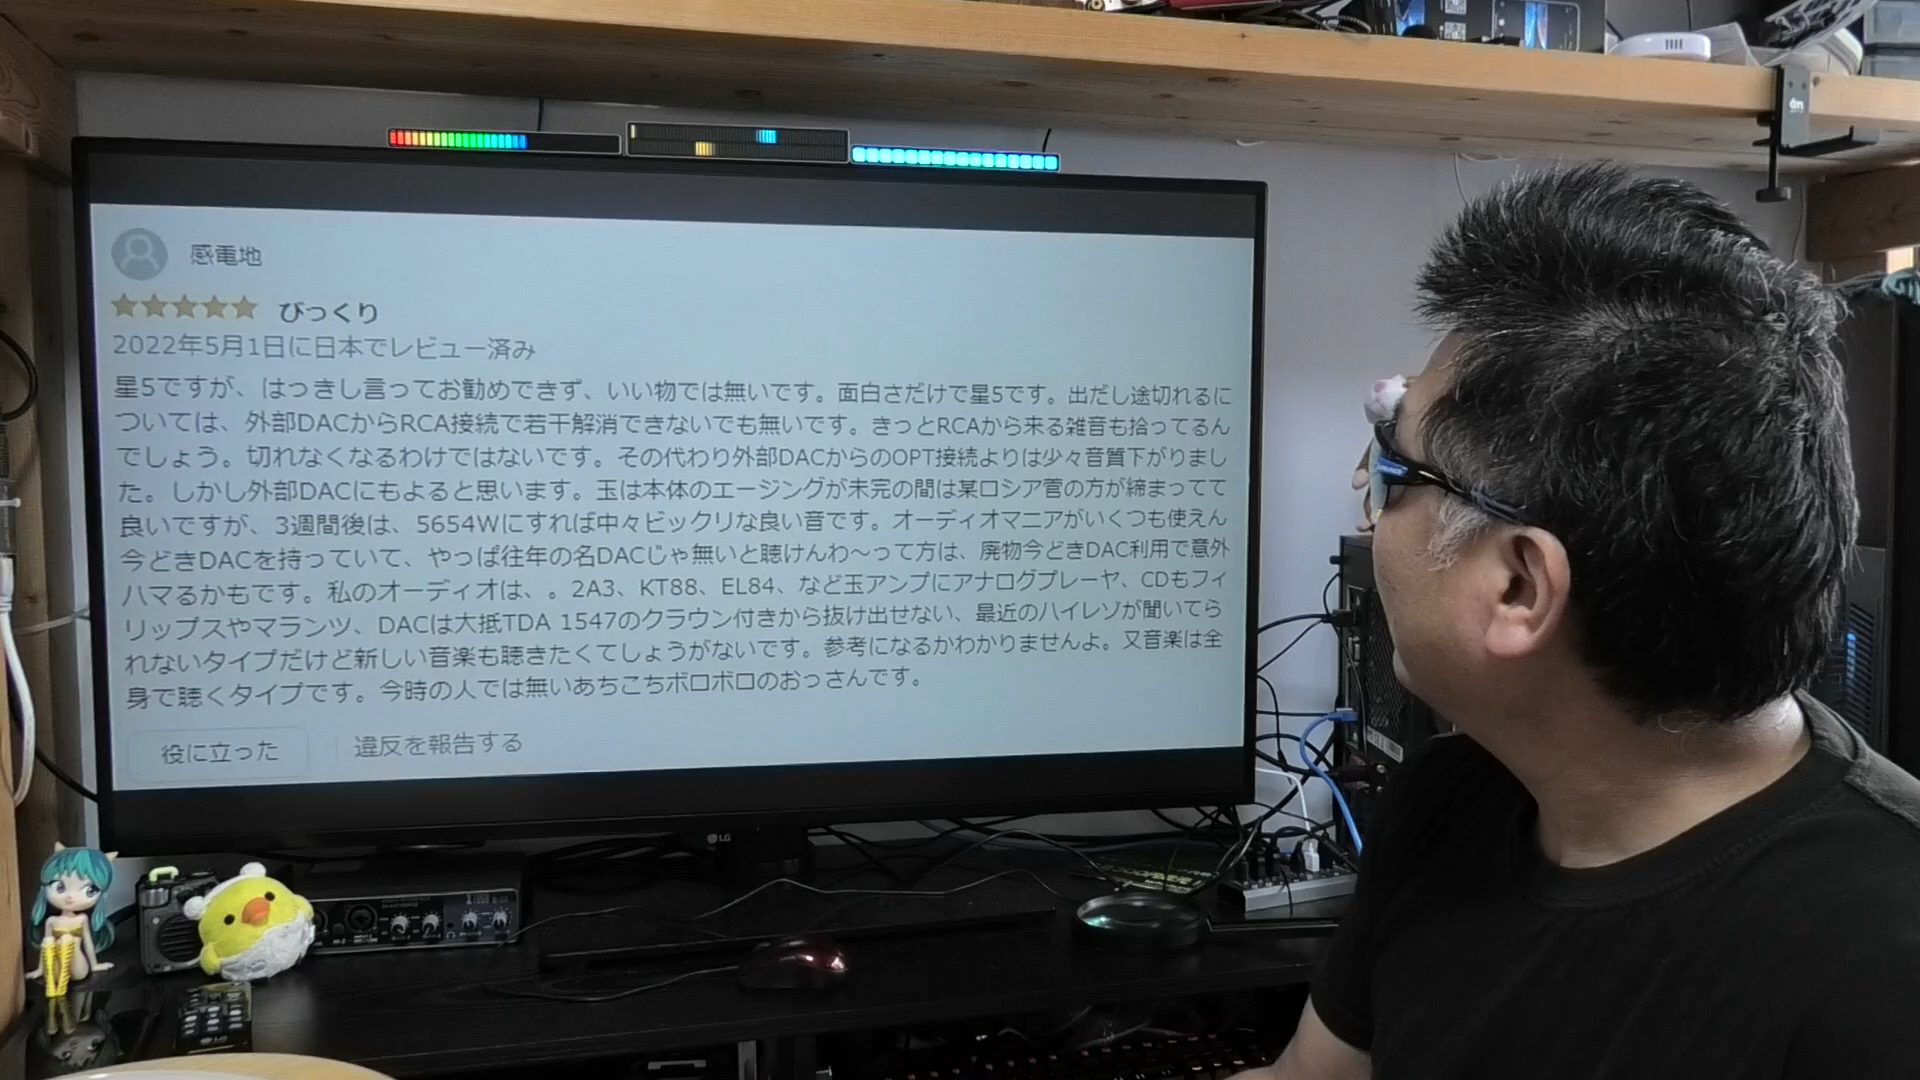 感電地
びっくり
2022年5月1日に日本でレビュー済み
星5ですが、はっきし言ってお勧めできず、いい物では無いです。面白さだけで星5です。出だし途切れるに
ついては、外部DACからRCA接続で若干解消できないでも無いです。きっとRCAから来る雑音も拾ってるん
でしょう。切れなくなるわけではないです。その代わり外部DACからのOPT接続よりは少々音質下がりまし
た。しかし外部DACにもよると思います。玉は本体のエージングが未完の間は某ロシア菅の方が締まってて
良いですが、3週間後は、5654Wにすれば中々ビックリな良い音です。オーディオマニアがいくつも使えん
今どきDACを持っていて、やっぱ往年の名DACじゃ無いと聴けんわ～って方は、廃物今どきDAC利用で意外
ハマるかもです。私のオーディオは、。2A3、KT88、EL84、など玉アンプにアナログプレーヤ、CDもフィ
リップスやマランツ、DACは大抵TDA 1547のクラウン付きから抜け出せない、最近のハイレゾが聞いてら
れないタイプだけど新しい音楽も聴きたくてしょうがないです。参考になるかわかりませんよ。又音楽は全
身で聴くタイプです。今時の人では無いあちこちボロボロのおっさんです。
役に立った
違反を報告する
LG